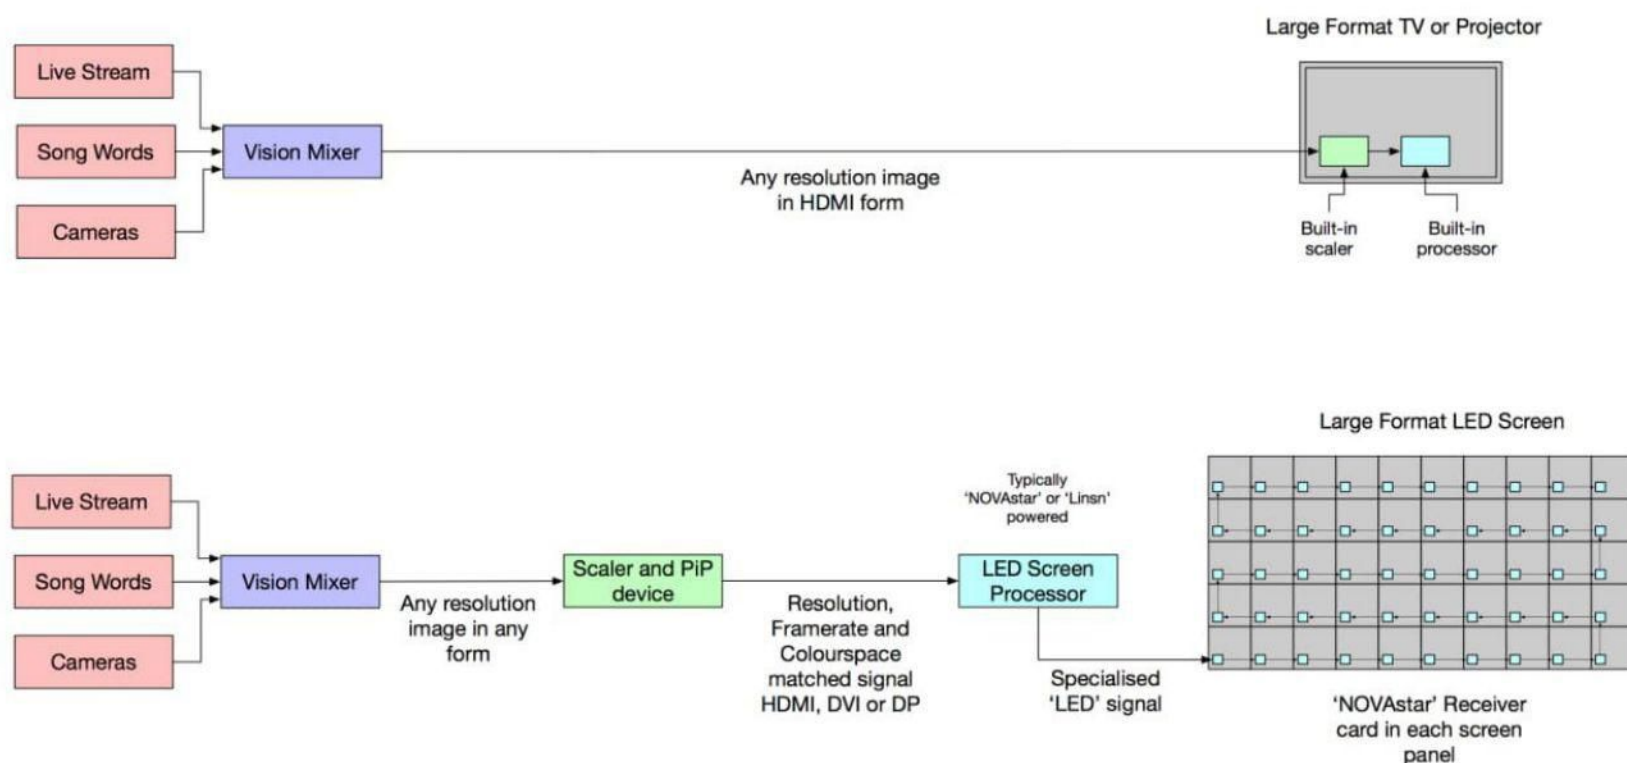 Large Format TV or Projector
Live Stream
Song Words
Cameras
Vision Mixer
Any resolution image
in HDMI form
Built-in
scaler
Built-in
processor
Large Format LED Screen
Live Stream
Song Words
Cameras
Vision Mixer
Any resolution
image in any
form
Scaler and PiP
device
Resolution,
Framerate and
Colourspace
matched signal
HDMI, DVI or DP
Typically
‘NOVAstar’ or ‘Linsn’
powered
LED Screen
Processor
Specialised
‘LED’ signal
‘NOVAstar’ Receiver
card in each screen
panel